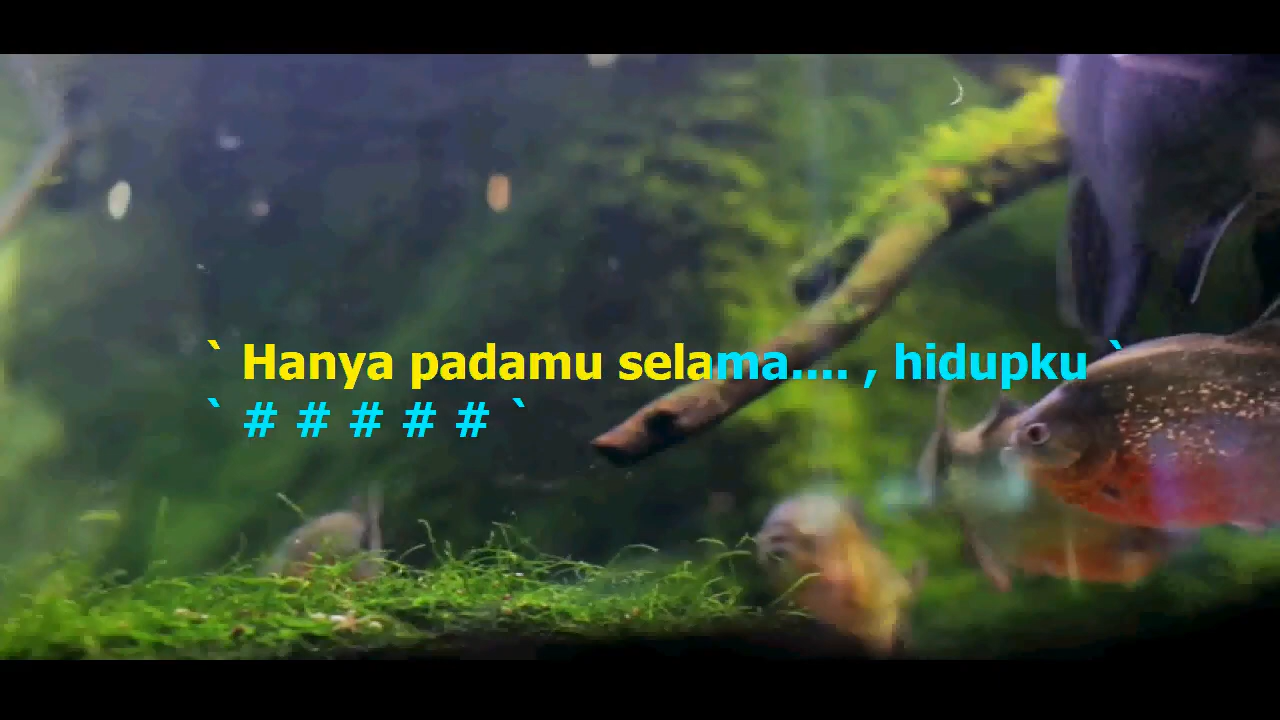 ` Hanya padamu selama.... , hidupku `
` # # # # # `